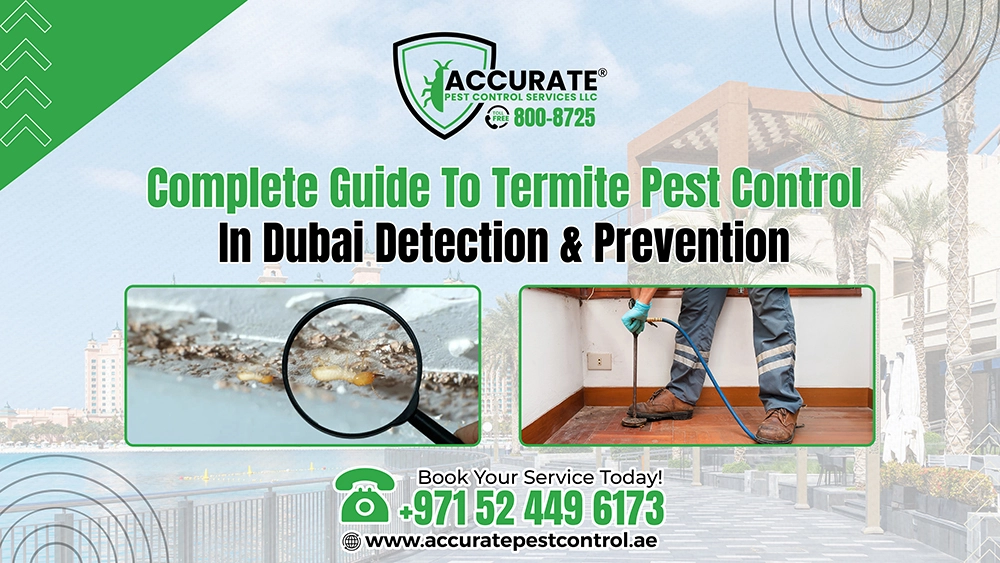 ACCURATE®
PEST CONTROL SERVICES LLC
TOLL FREE 800-8725
Complete Guide To Termite Pest Control
In Dubai Detection & Prevention
Book Your Service Today!
+971 52 449 6173
www.accuratepestcontrol.ae